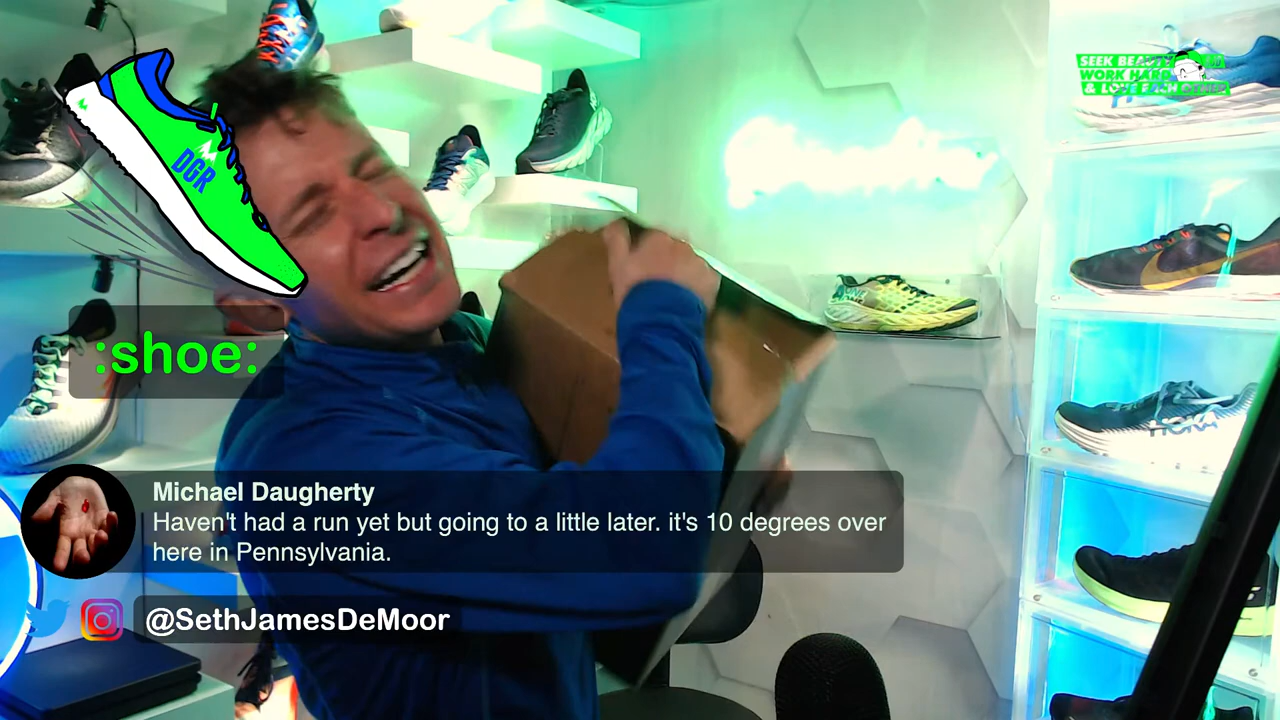 SEEK BEAUTY
WORK HARD
& LOVE EACH OTHER
DGR
:shoe:
HOKA
Michael Daugherty
Haven't had a run yet but going to a little later. it's 10 degrees over
here in Pennsylvania.
@SethJamesDeMoor